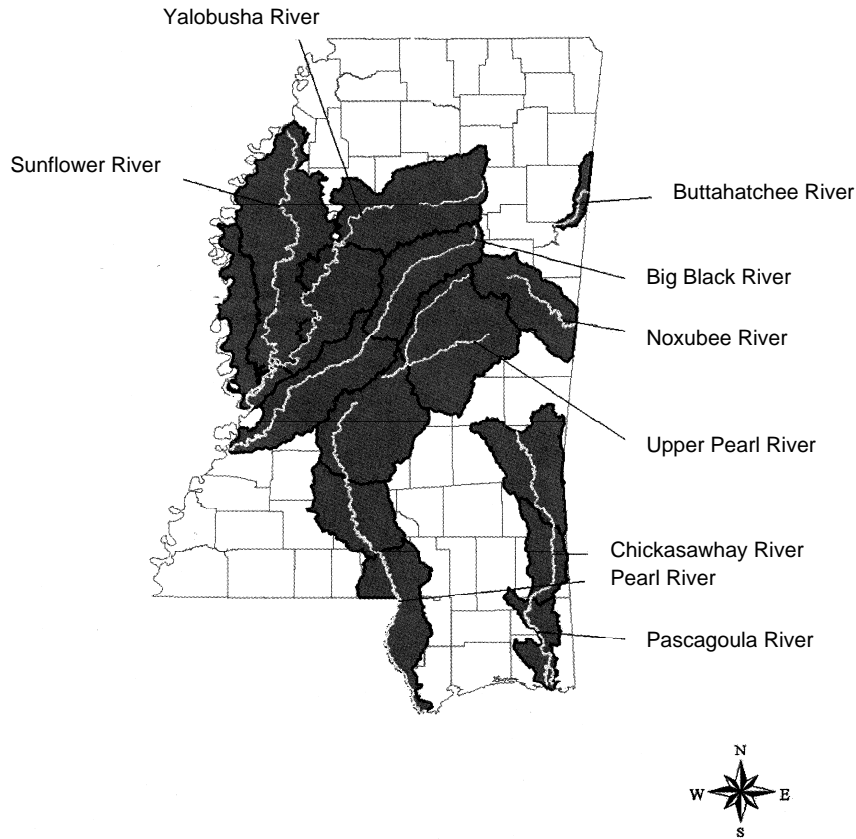 Yalobusha River
Sunflower River
Buttahatchee River
Big Black River
Noxubee River
Upper Pearl River
Chickasawhay River
Pearl River
Pascagoula River
N
W E
S